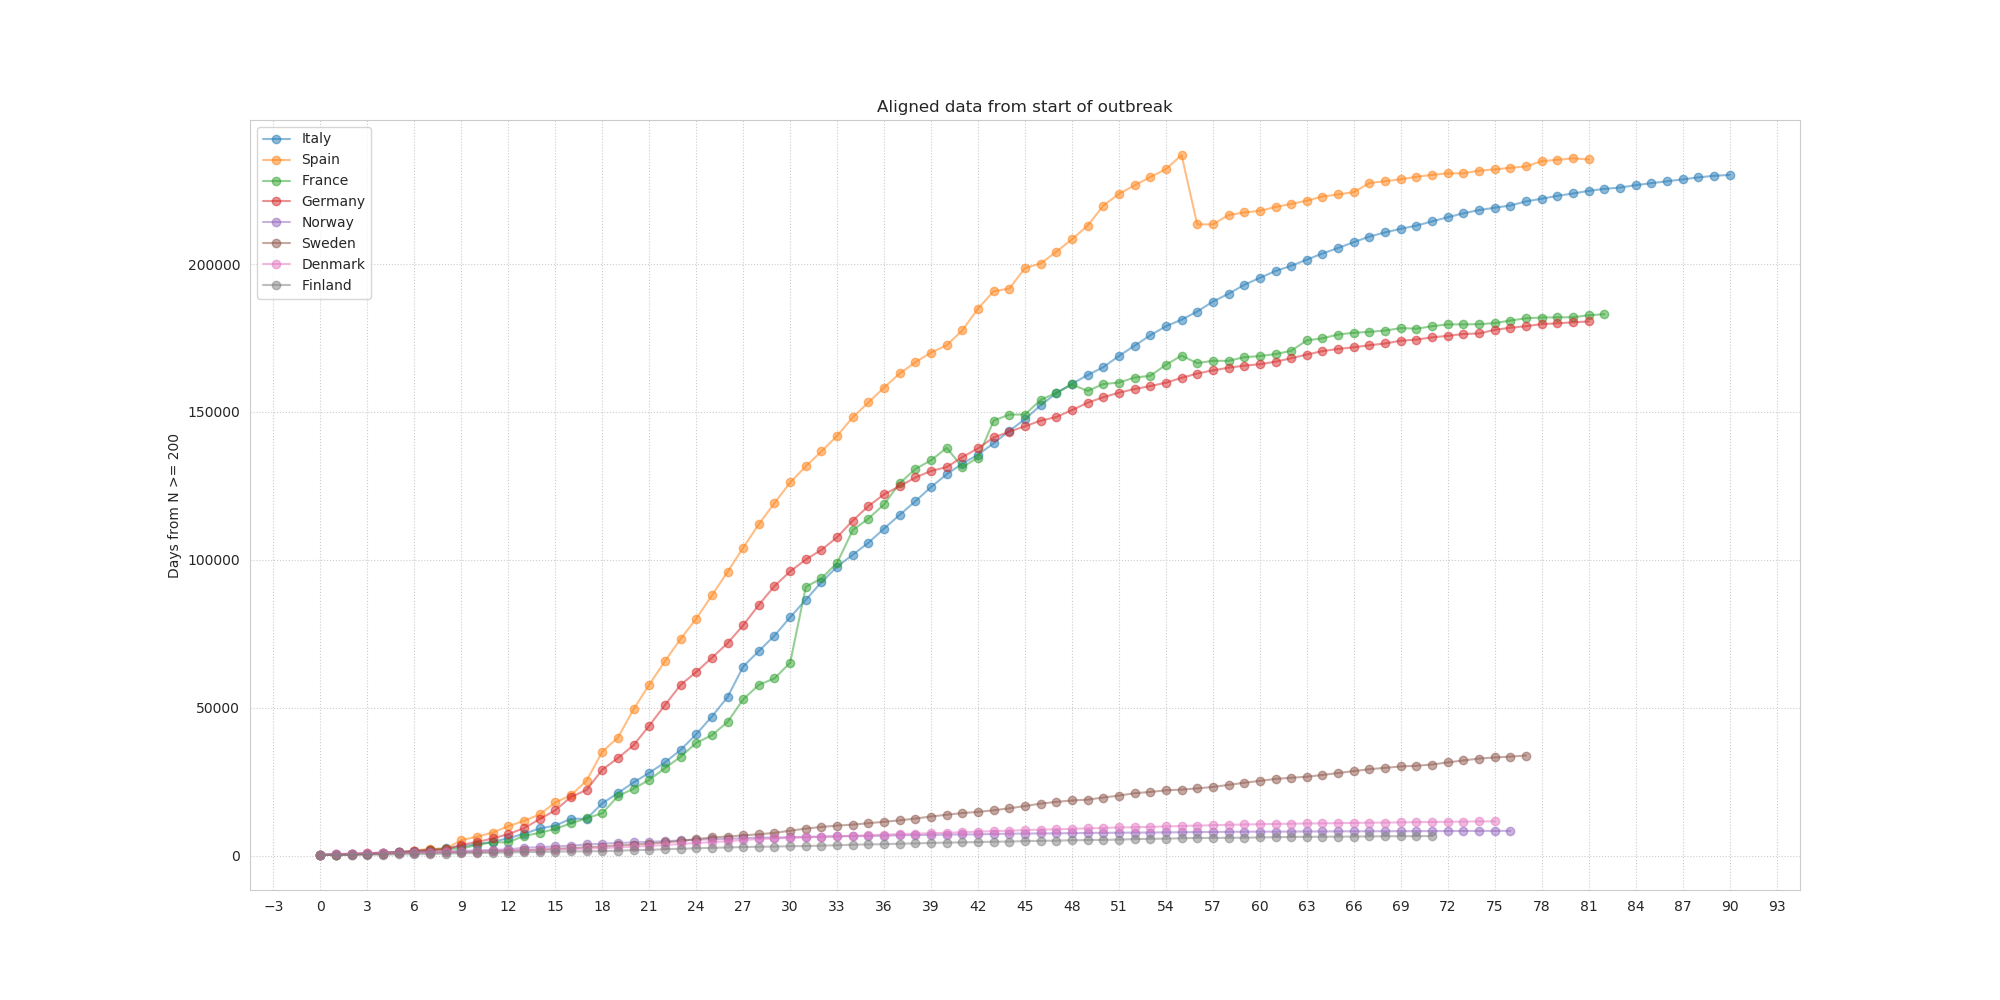 Aligned data from start of outbreak
Italy
Spain
France
Germany
Norway
Sweden
Denmark
Finland
200000
150000
100000
50000
0
Days from N >= 200
−3 0 3 6 9 12 15 18 21 24 27 30 33 36 39 42 45 48 51 54 57 60 63 66 69 72 75 78 81 84 87 90 93